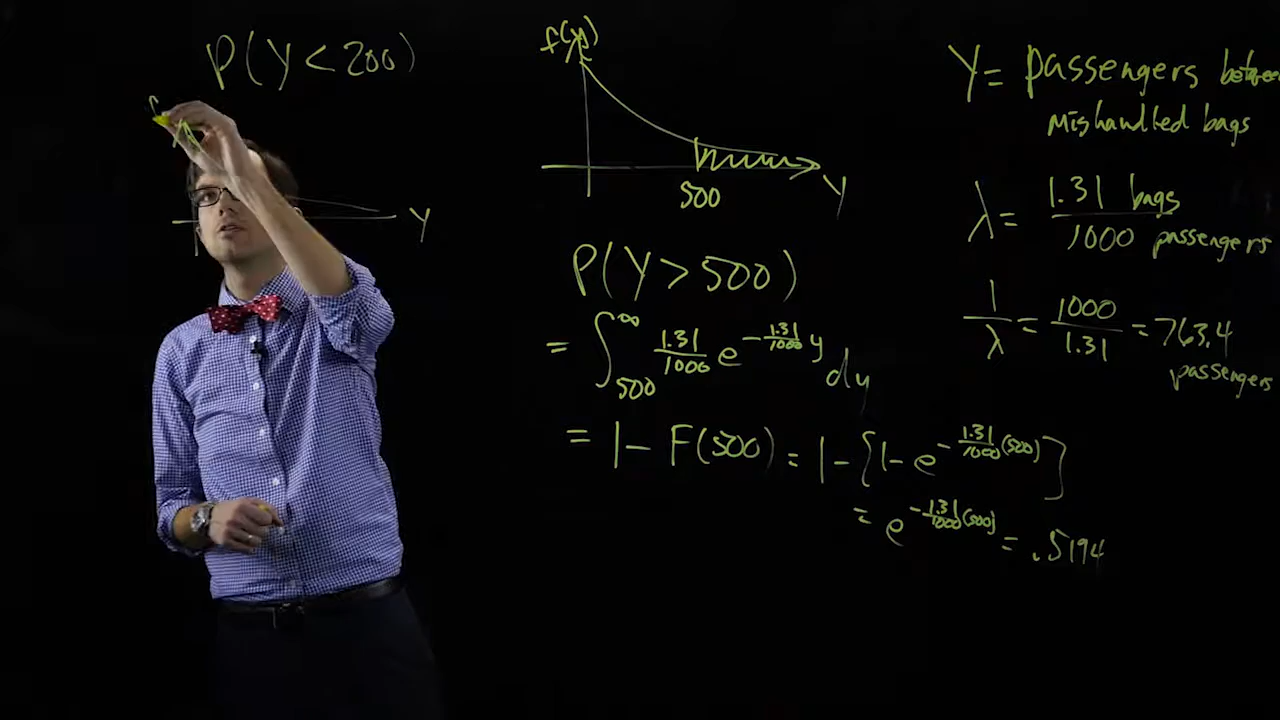 P(Y < 200)
Y
f(y)
500
Y
P(Y > 500)
= ∫₅₀₀^∞ 1.31/1000 e^(-1.31/1000 y) dy
= 1 - F(500) = 1 - [1 - e^(-1.31/1000 (500))]
= e^(-1.31/1000 (500)) = .5194
Y = passengers
mishandled bags
λ = 1.31 bags / 1000 passengers
1/λ = 1000/1.31 = 763.4
passengers